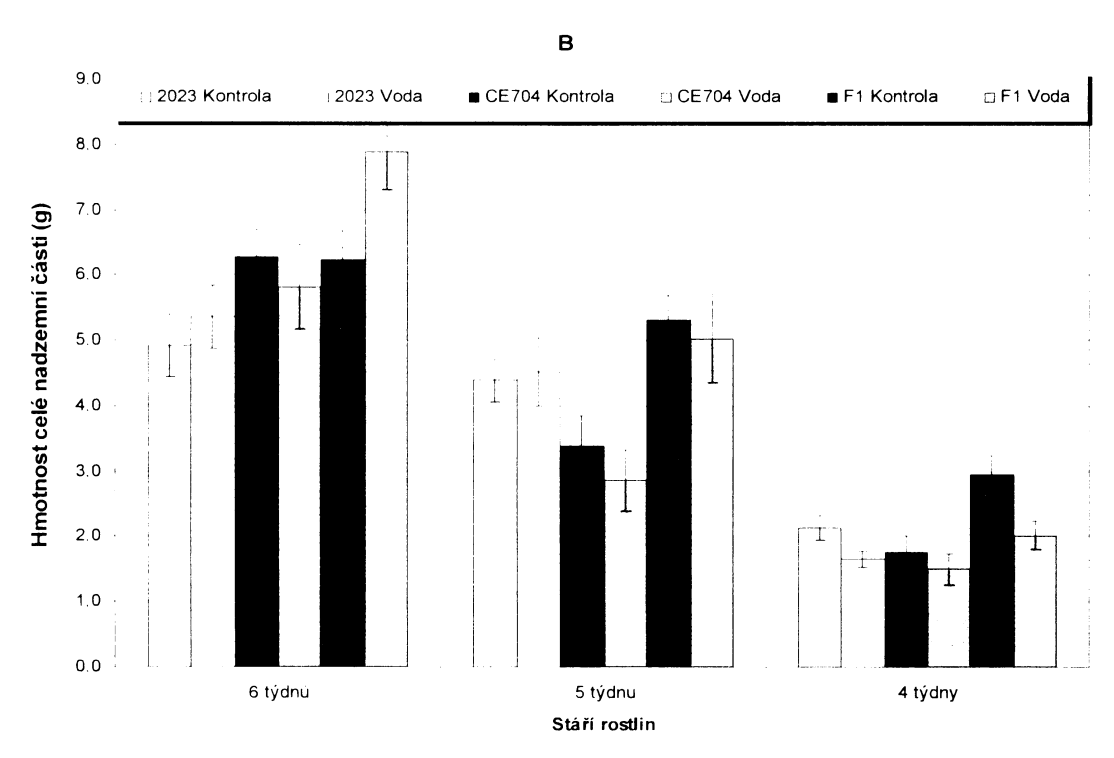 B
9.0
2023 Kontrola 2023 Voda CE704 Kontrola CE704 Voda F1 Kontrola F1 Voda
8.0
7.0
6.0
5.0
4.0
3.0
2.0
1.0
0.0
Hmotnost celé nadzemní části (g)
6 týdnu 5 týdnu 4 týdny
Stáří rostlin